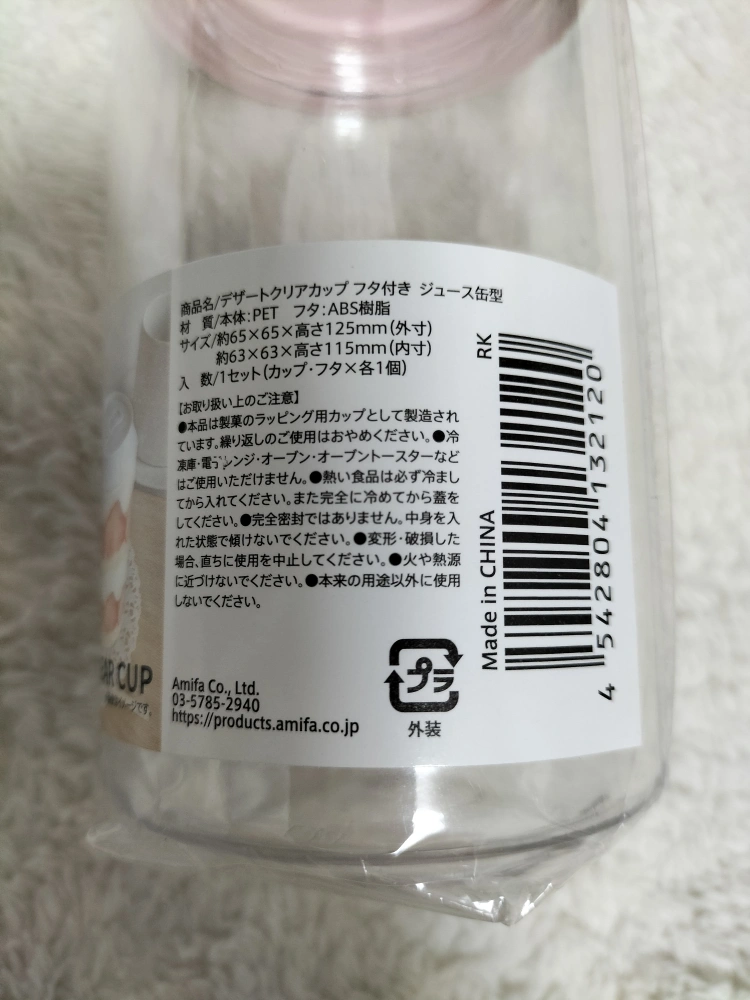 商品名/デザートクリアカップ フタ付き ジュース缶型
材　質/本体：PET　フタ：ABS樹脂
サイズ/約65×65×高さ125mm（外寸）
約63×63×高さ115mm（内寸）
入　数/1セット（カップ・フタ×各1個）
【お取り扱い上のご注意】
●本品は製菓のラッピング用カップとして製造され
ています。繰り返しのご使用はおやめください。●冷
凍庫・電子レンジ・オーブン・オーブントースターなど
はご使用いただけません。●熱い食品は必ず冷まし
てから入れてください。また完全に冷めてから蓋を
してください。●完全密封ではありません。中身を入
れた状態で傾けないでください。●変形・破損した
場合、直ちに使用を中止してください。●火や熱源
に近づけないでください。●本来の用途以外に使用
しないでください。
Amifa Co., Ltd.
03-5785-2940
https://products.amifa.co.jp
プラ
外装
Made in CHINA
RK
4 542804 132120
CUP
イメージです。